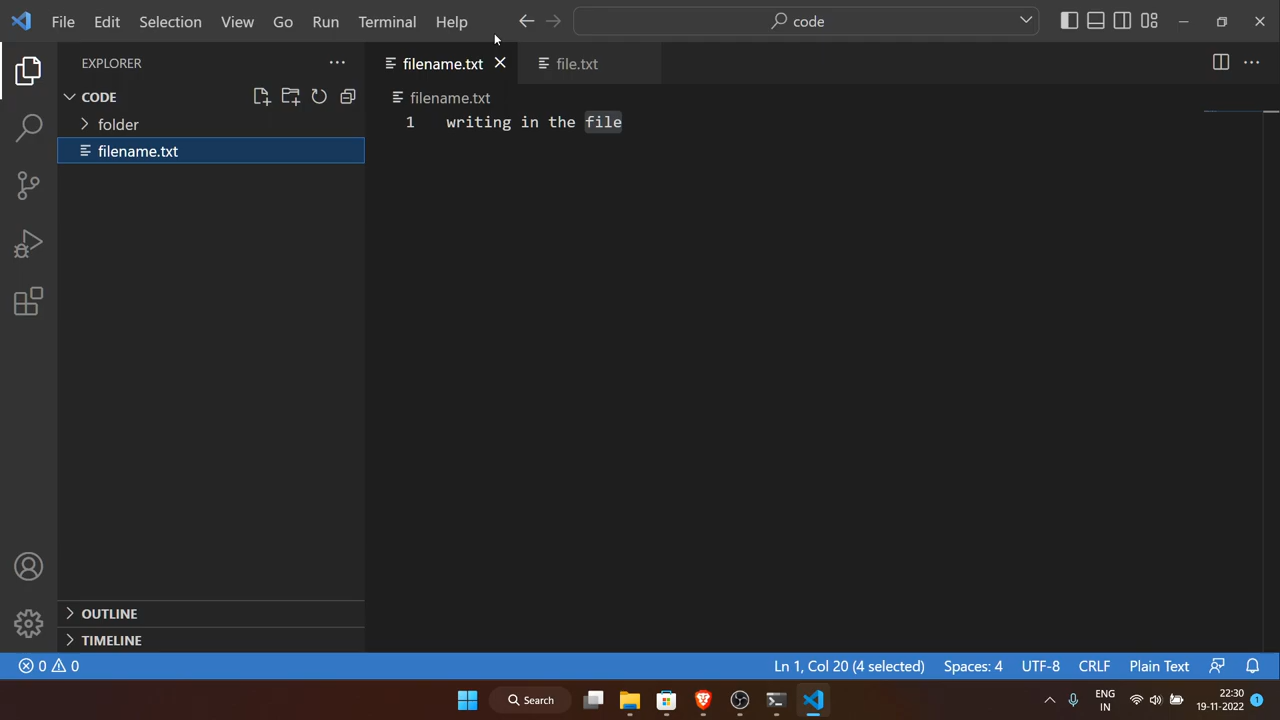 File Edit Selection View Go Run Terminal Help
code
EXPLORER
filename.txt
file.txt
CODE
filename.txt
folder
1 writing in the file
filename.txt
OUTLINE
TIMELINE
0 0
Ln 1, Col 20 (4 selected) Spaces: 4 UTF-8 CRLF Plain Text
Search
ENG
IN
22:30
19-11-2022
1